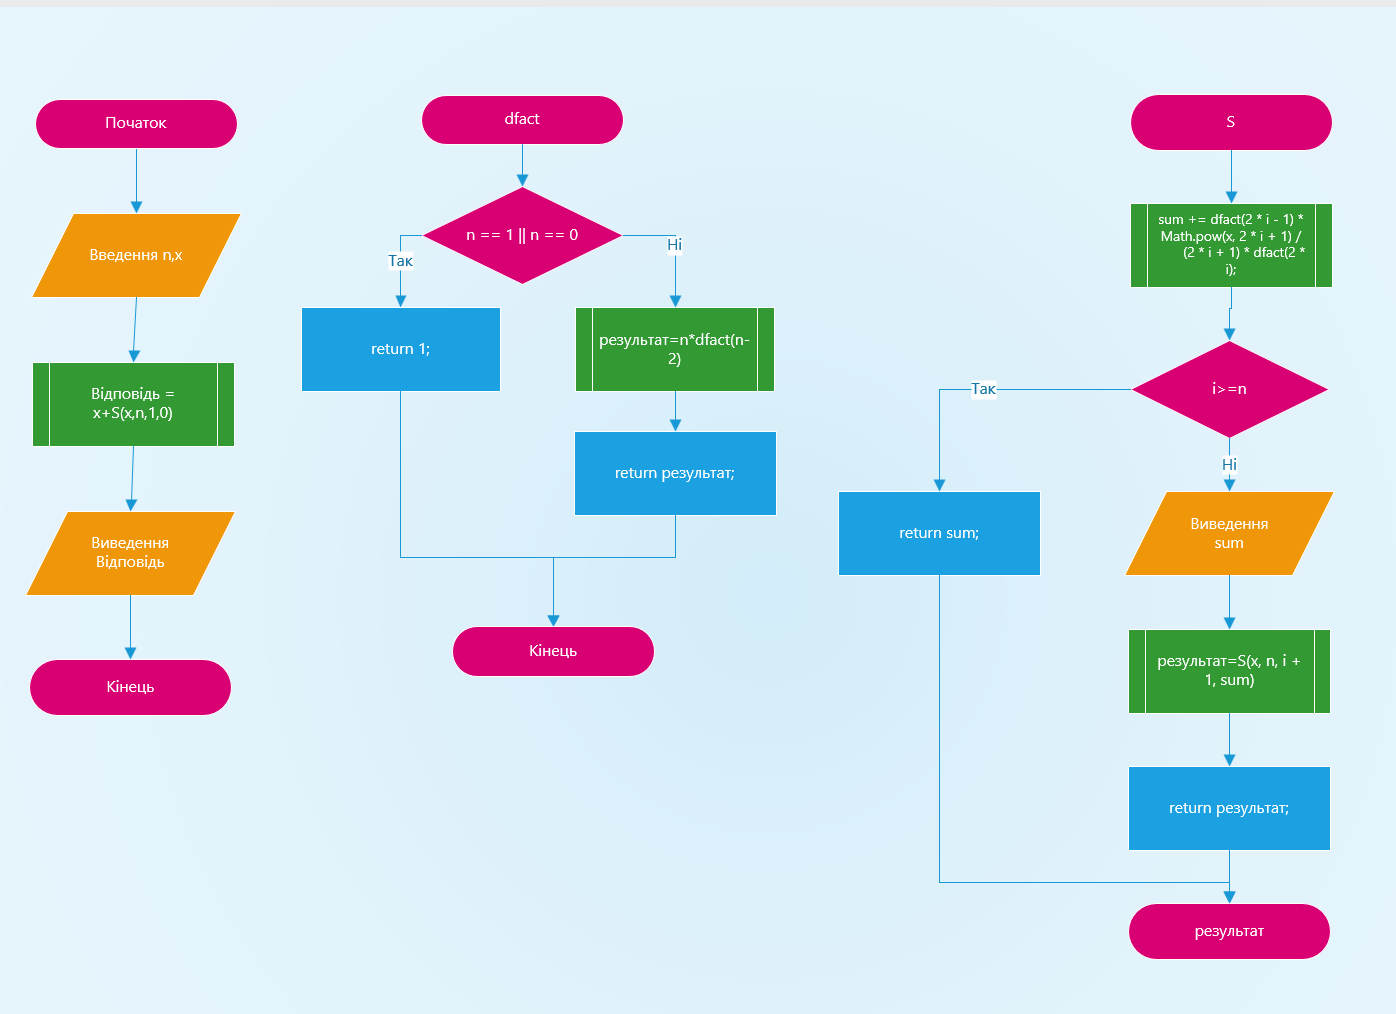 Початок
Введення n,x
Відповідь =
x+S(x,n,1,0)
Виведення
Відповідь
Кінець
dfact
n == 1 || n == 0
Так
Ні
return 1;
результат=n*dfact(n-
2)
return результат;
Кінець
S
sum += dfact(2 * i - 1) *
Math.pow(x, 2 * i + 1) /
(2 * i + 1) * dfact(2 *
i);
i>=n
Так
Ні
return sum;
Виведення
sum
результат=S(x, n, i +
1, sum)
return результат;
результат